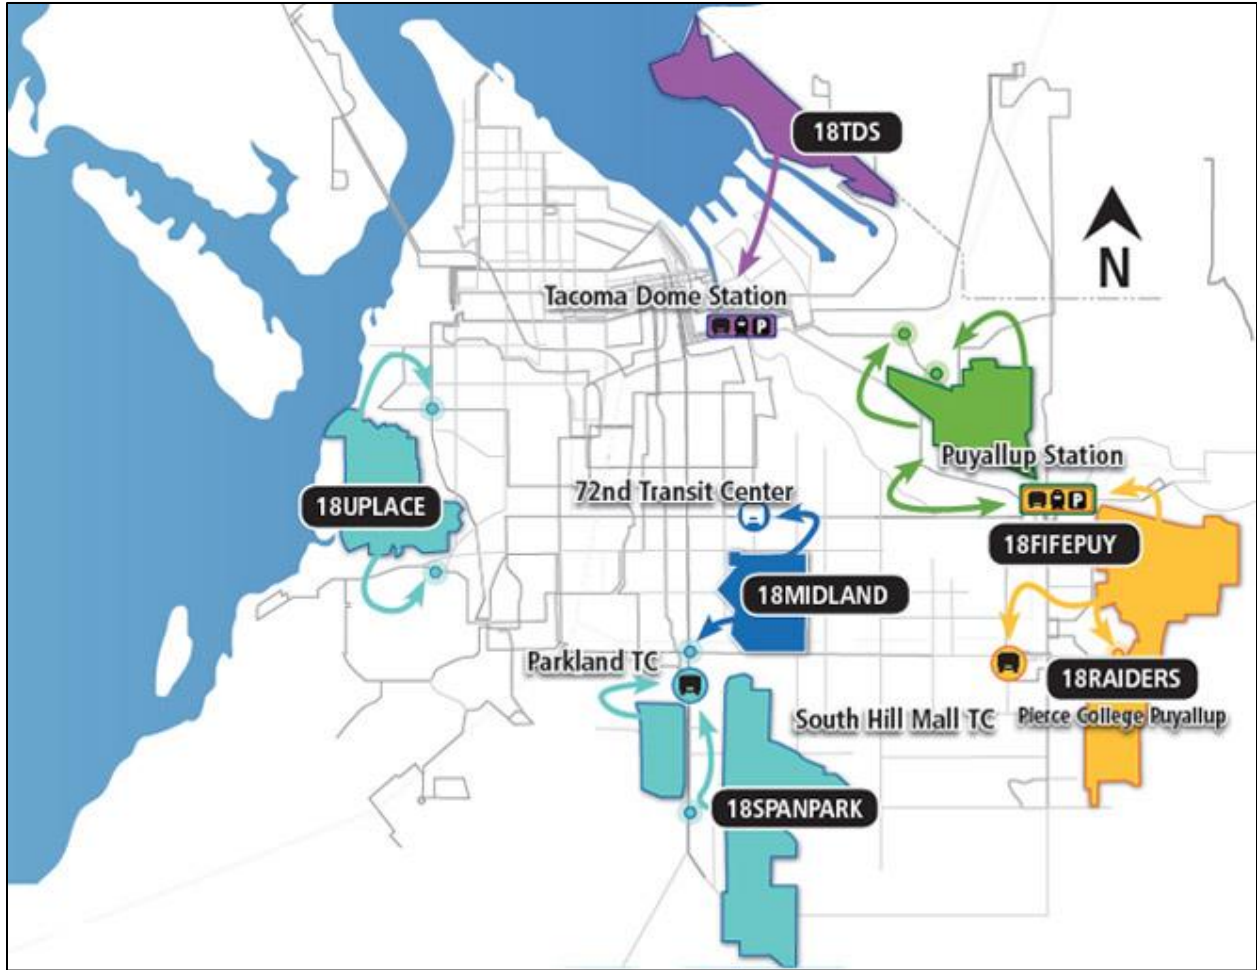 18TDS
N
Tacoma Dome Station
P
Puyallup Station
72nd Transit Center
P
18UPLACE
18FIFEPUY
18MIDLAND
Parkland TC
18RAIDERS
South Hill Mall TC
Pierce College Puyallup
18SPANPARK